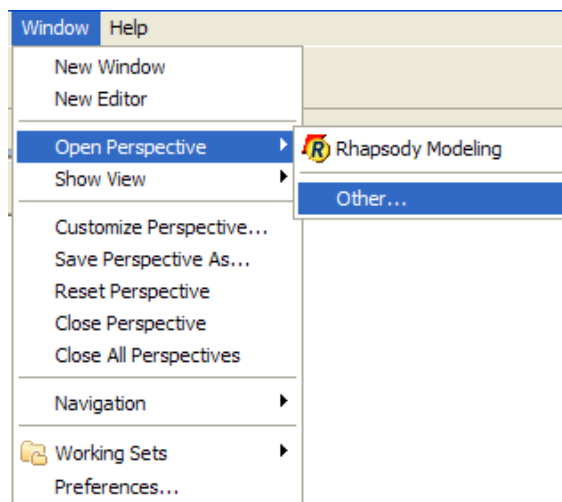 Window Help
New Window
New Editor
Open Perspective
R Rhapsody Modeling
Show View
Other...
Customize Perspective...
Save Perspective As...
Reset Perspective
Close Perspective
Close All Perspectives
Navigation
Working Sets
Preferences...